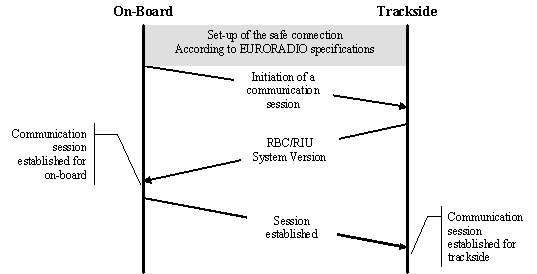 On-Board
Trackside
Set-up of the safe connection
According to EURORADIO specifications
Initiation of a
communication
session
RBC/RIU
System Version
Communication
session
established for
on-board
Session
established
Communication
session
established for
trackside